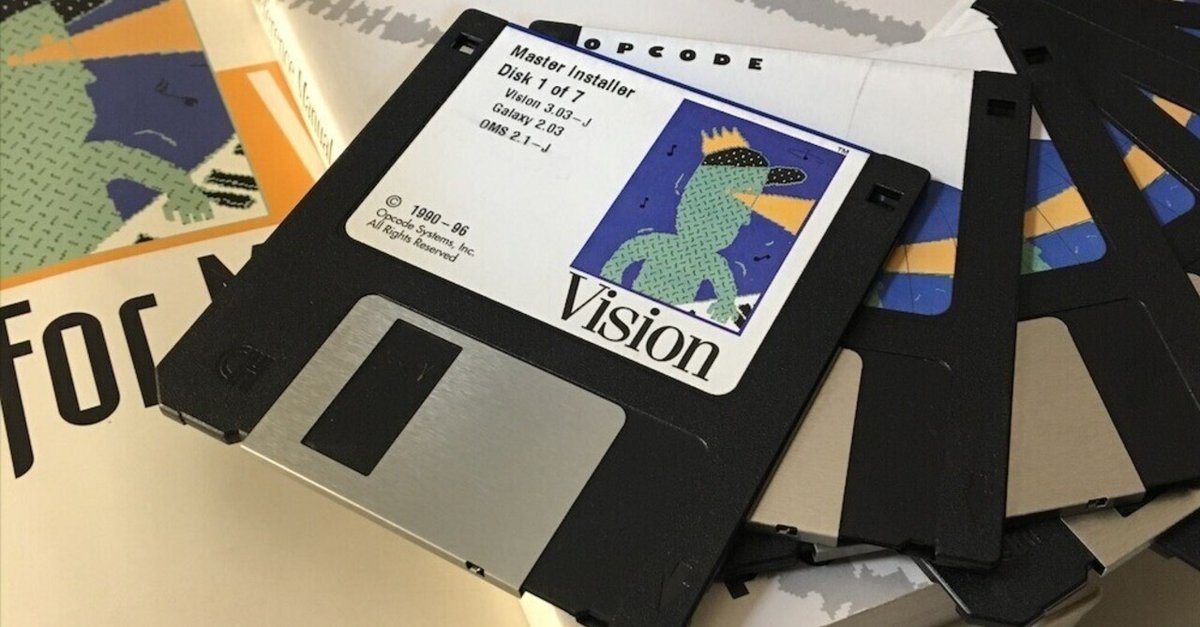 OPCODE
Master Installer
Disk 1 of 7
Vision 3.03-J
Galaxy 2.03
OMS 2.1-J
© 1990-96
Opcode Systems, Inc.
All Rights Reserved
TM
Vision
Manual
for